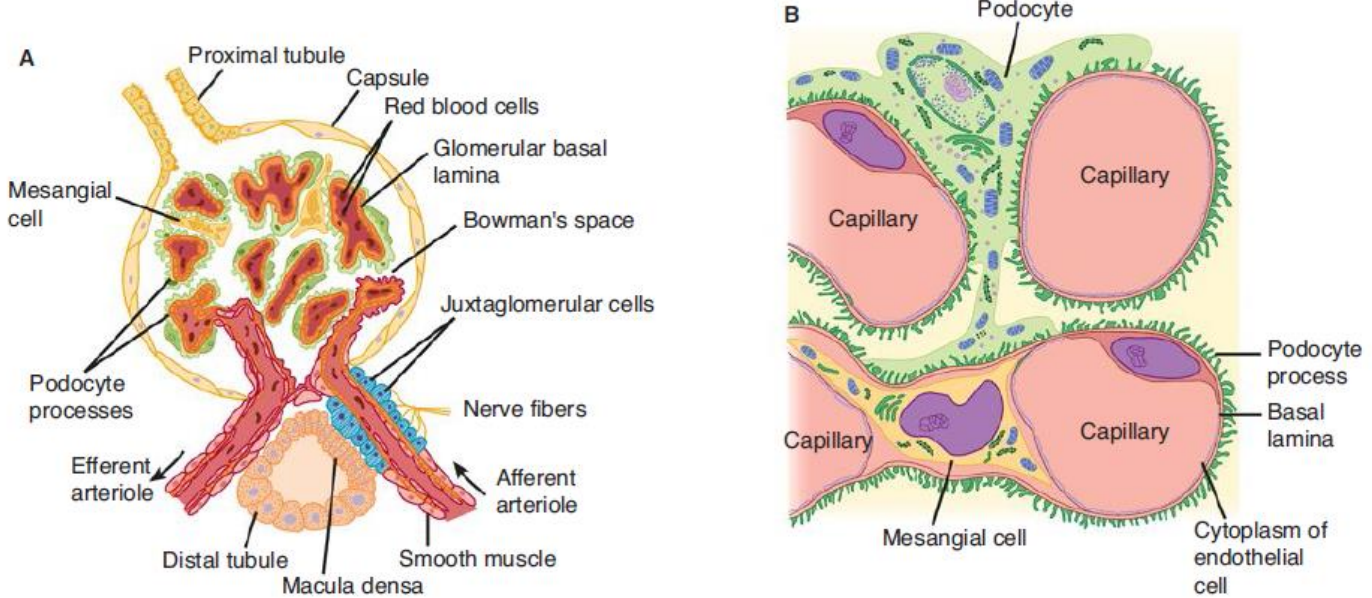 A
Proximal tubule
Capsule
Red blood cells
Glomerular basal
lamina
Mesangial
cell
Bowman's space
Juxtaglomerular cells
Podocyte
processes
Nerve fibers
Efferent
arteriole
Afferent
arteriole
Distal tubule
Smooth muscle
Macula densa
B
Podocyte
Capillary
Capillary
Podocyte
process
Basal
lamina
Capillary
Capillary
Mesangial cell
Cytoplasm of
endothelial
cell